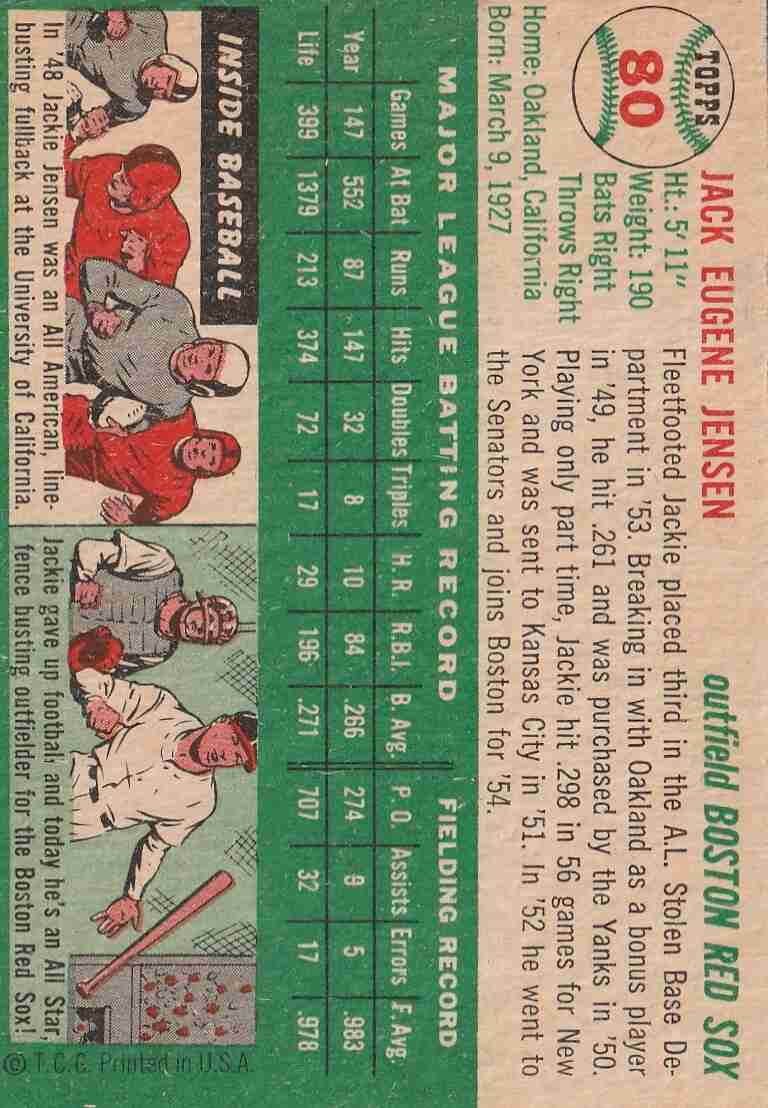 TOPPS
80
JACK EUGENE JENSEN
outfield BOSTON RED SOX
Ht.: 5' 11"
Weight: 190
Bats Right
Throws Right
Home: Oakland, California
Born: March 9, 1927
Fleetfooted Jackie placed third in the A.L. Stolen Base De-
partment in '53. Breaking in with Oakland as a bonus player
in '49, he hit .261 and was purchased by the Yanks in '50.
Playing only part time, Jackie hit .298 in 56 games for New
York and was sent to Kansas City in '51. In '52 he went to
the Senators and joins Boston for '54.
MAJOR LEAGUE BATTING RECORD FIELDING RECORD
Games At Bat Runs Hits Doubles Triples H. R. R.B.I. B. Avg. P. O. Assists Errors F. Avg.
Year 147 552 87 147 32 8 10 84 .266 274 9 5 .983
Life 399 1379 213 374 72 17 29 196 .271 707 32 17 .978
INSIDE BASEBALL
In '48 Jackie Jensen was an All American, line-
busting fullback at the University of California.
Jackie gave up football and today he's an All Star,
fence busting outfielder for the Boston Red Sox!
© T.C.G. Printed in U.S.A.